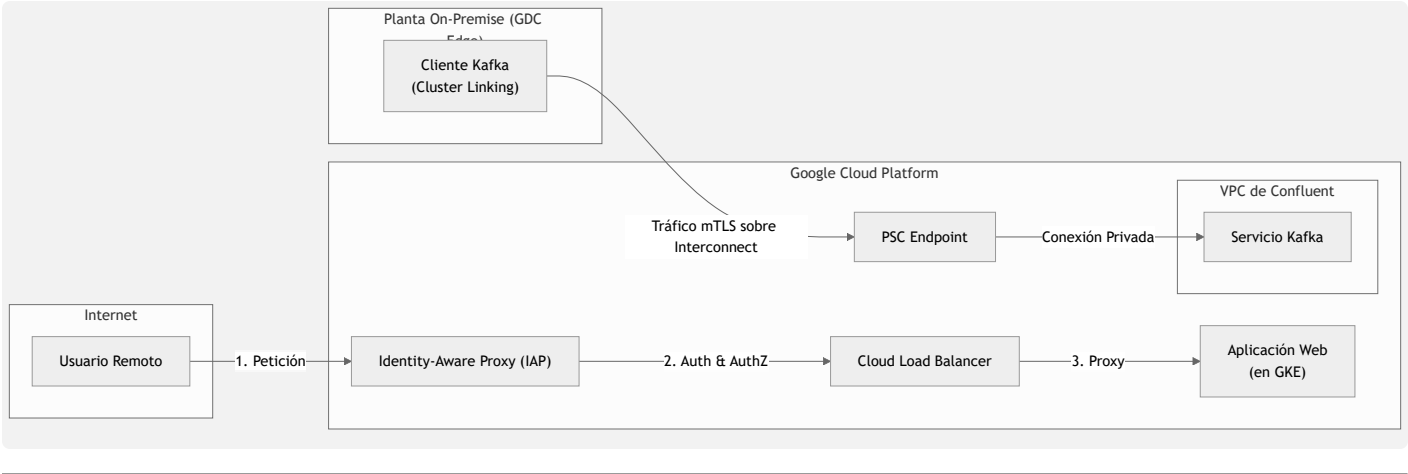 Planta On-Premise (GDC
Edge)
Cliente Kafka
(Cluster Linking)
Google Cloud Platform
VPC de Confluent
Tráfico mTLS sobre
Interconnect
PSC Endpoint
Conexión Privada
Servicio Kafka
Internet
Usuario Remoto
1. Petición
Identity-Aware Proxy (IAP)
2. Auth & AuthZ
Cloud Load Balancer
3. Proxy
Aplicación Web
(en GKE)